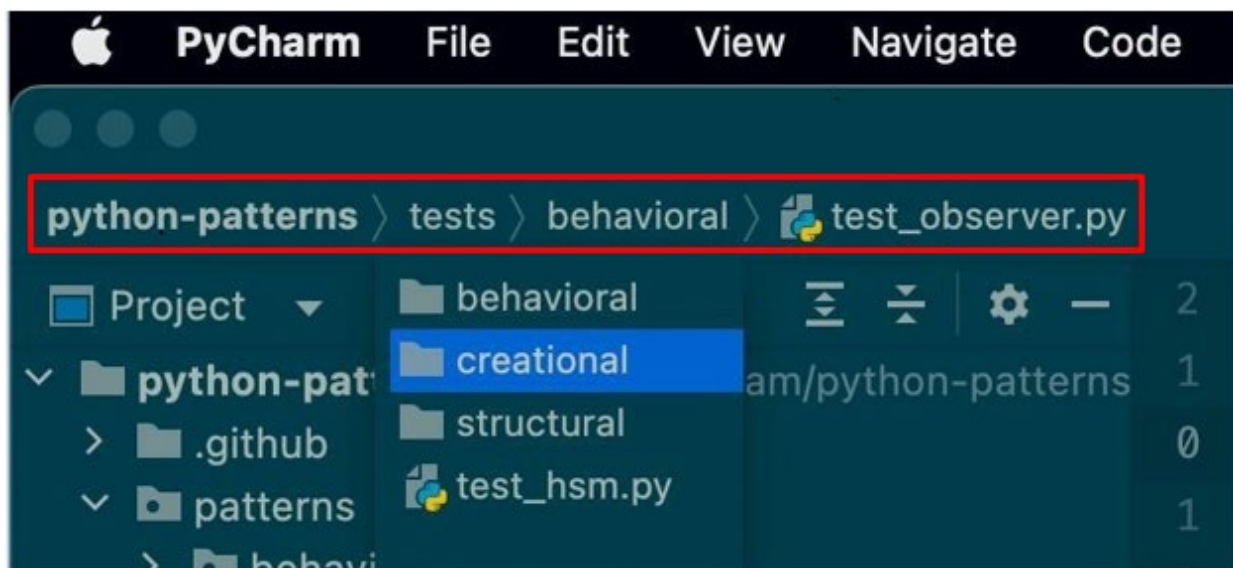 PyCharm File Edit View Navigate Code
python-patterns 〉 tests 〉 behavioral 〉 test_observer.py
Project behavioral 2
creational
python-pat am/python-patterns 1
structural
.github 0
test_hsm.py
patterns 1
behavi